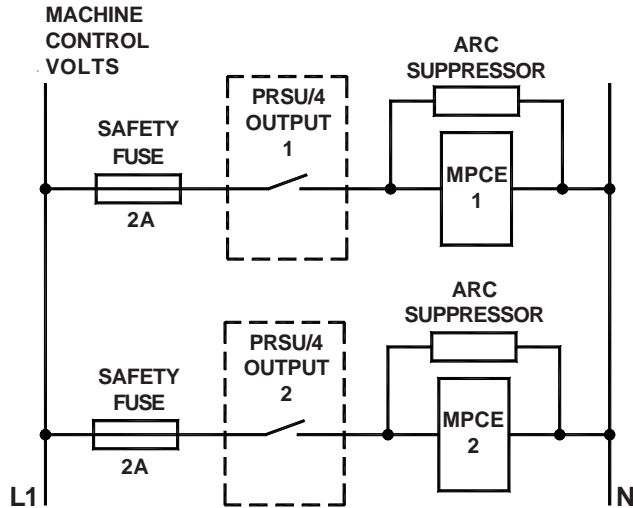 MACHINE
CONTROL
VOLTS
ARC
SUPPRESSOR
PRSU/4
OUTPUT
1
SAFETY
FUSE
2A
MPCE
1
ARC
SUPPRESSOR
PRSU/4
OUTPUT
2
SAFETY
FUSE
2A
MPCE
2
L1
N